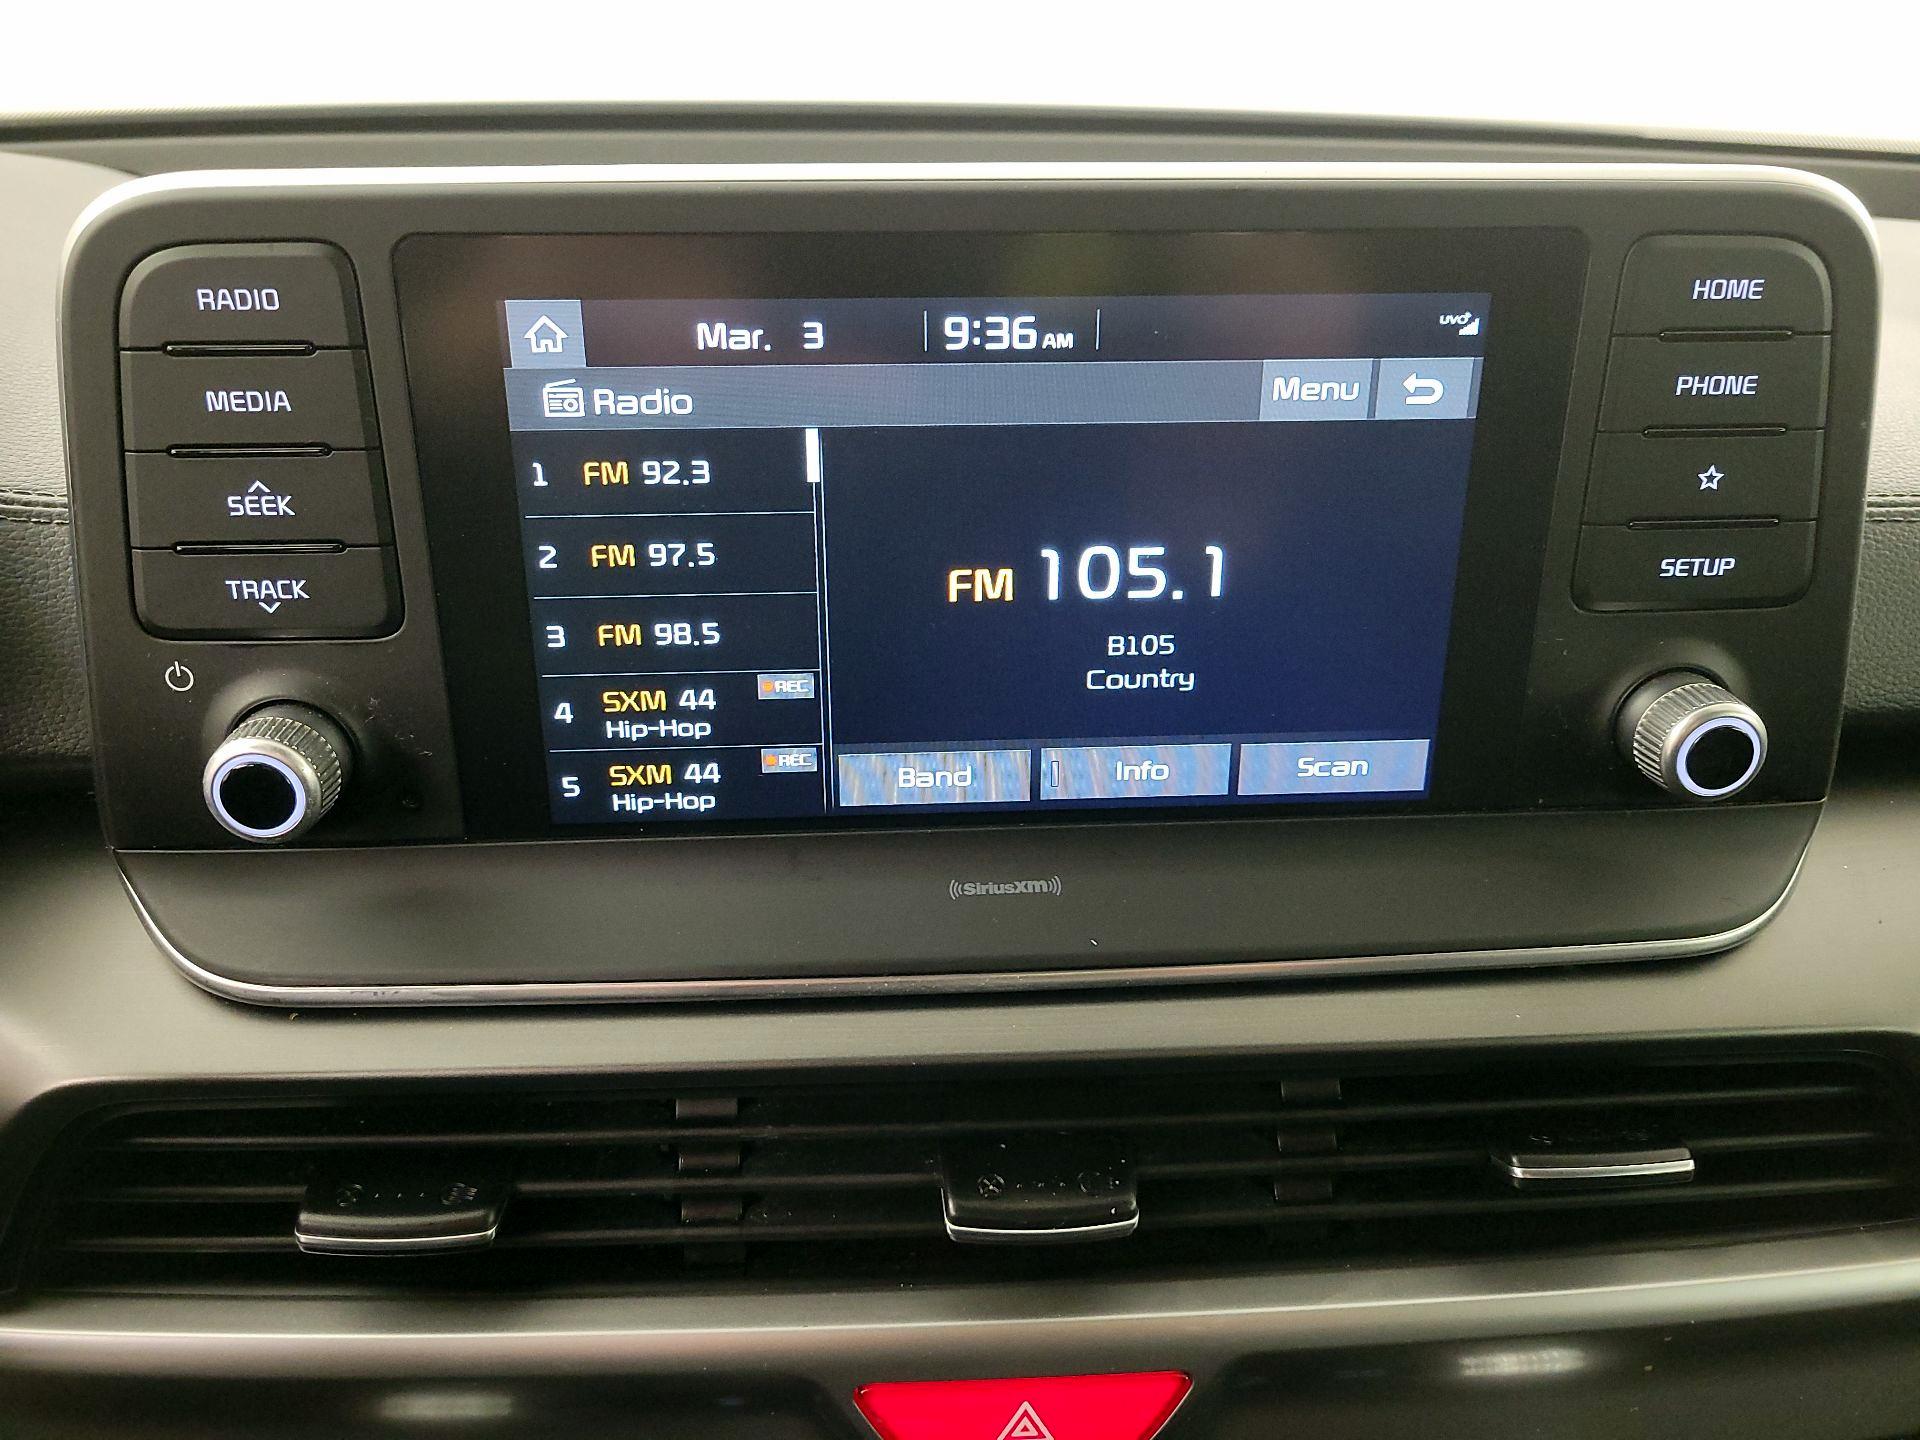 RADIO
MEDIA
SEEK
TRACK
Mar. 3
9:36 AM
UVO
Radio
Menu
1 FM 92.3
2 FM 97.5
3 FM 98.5
4 SXM 44 REC
Hip-Hop
5 SXM 44 REC
Hip-Hop
FM 105.1
B105
Country
Band
Info
Scan
HOME
PHONE
SETUP
SiriusXM